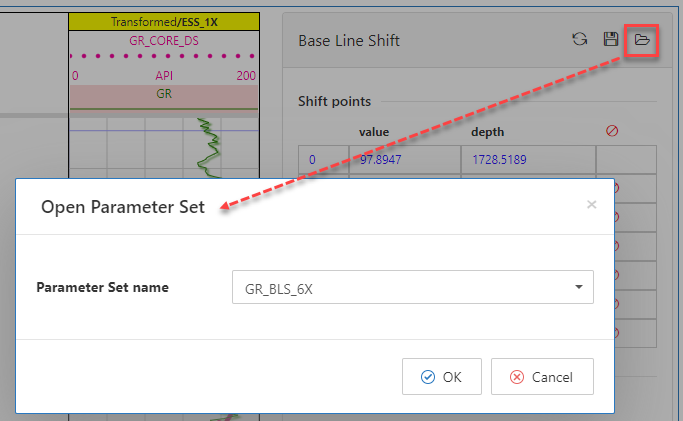 Transformed/ESS_1X
GR_CORE_DS
0 API 200
GR
Base Line Shift
Shift points
value depth
0 97.8947 1728.5189
Open Parameter Set
Parameter Set name GR_BLS_6X
OK Cancel